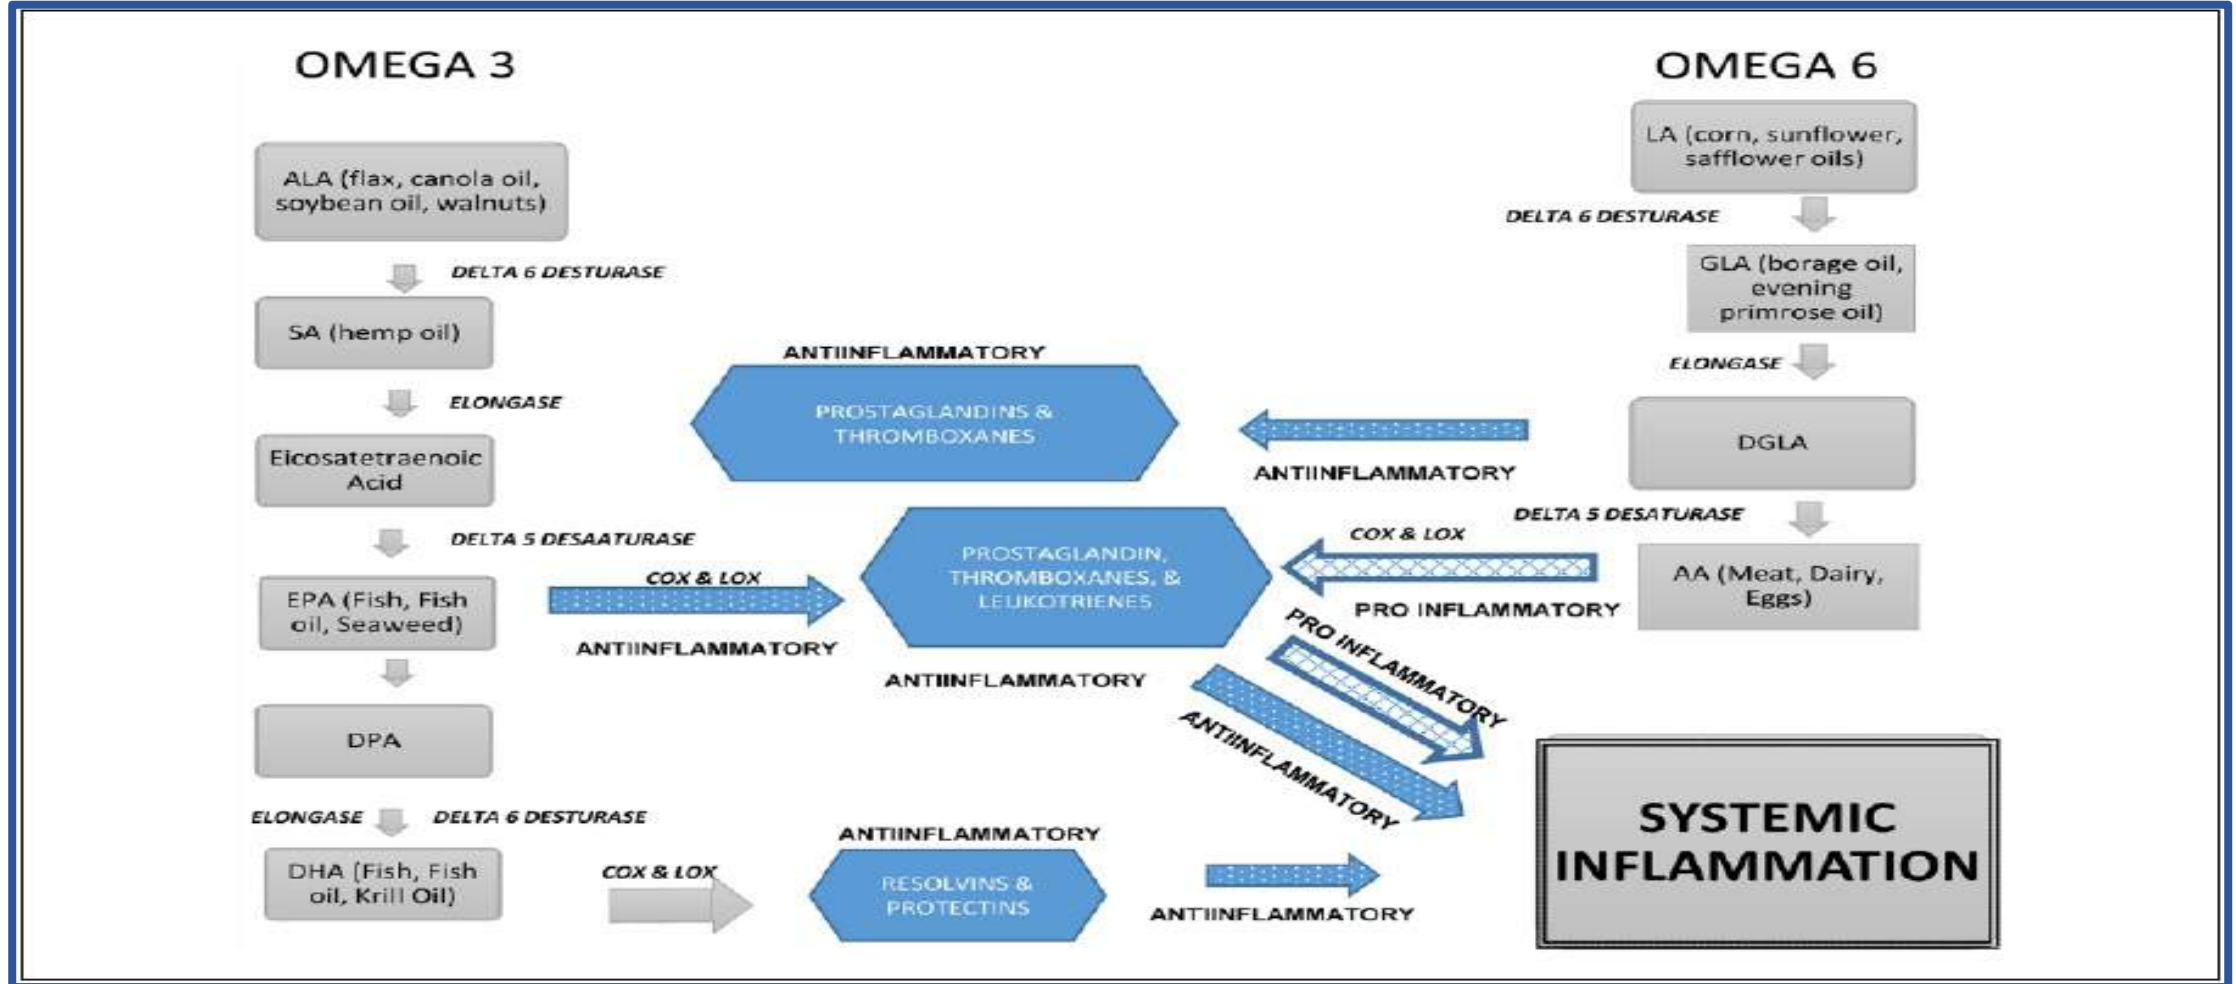 OMEGA 3
ALA (flax, canola oil,
soybean oil, walnuts)
DELTA 6 DESTURASE
SA (hemp oil)
ELONGASE
Eicosatetraenoic
Acid
DELTA 5 DESAATURASE
EPA (Fish, Fish
oil, Seaweed)
COX & LOX
ANTIINFLAMMATORY
DPA
ELONGASE
DELTA 6 DESTURASE
DHA (Fish, Fish
oil, Krill Oil)
COX & LOX
ANTIINFLAMMATORY
PROSTAGLANDINS &
THROMBOXANES
PROSTAGLANDIN,
THROMBOXANES, &
LEUKOTRIENES
ANTIINFLAMMATORY
ANTIINFLAMMATORY
RESOLVINS &
PROTECTINS
ANTIINFLAMMATORY
OMEGA 6
LA (corn, sunflower,
safflower oils)
DELTA 6 DESTURASE
GLA (borage oil,
evening
primrose oil)
ELONGASE
DGLA
ANTIINFLAMMATORY
DELTA 5 DESATURASE
COX & LOX
AA (Meat, Dairy,
Eggs)
PRO INFLAMMATORY
PRO INFLAMMATORY
ANTIINFLAMMATORY
SYSTEMIC
INFLAMMATION